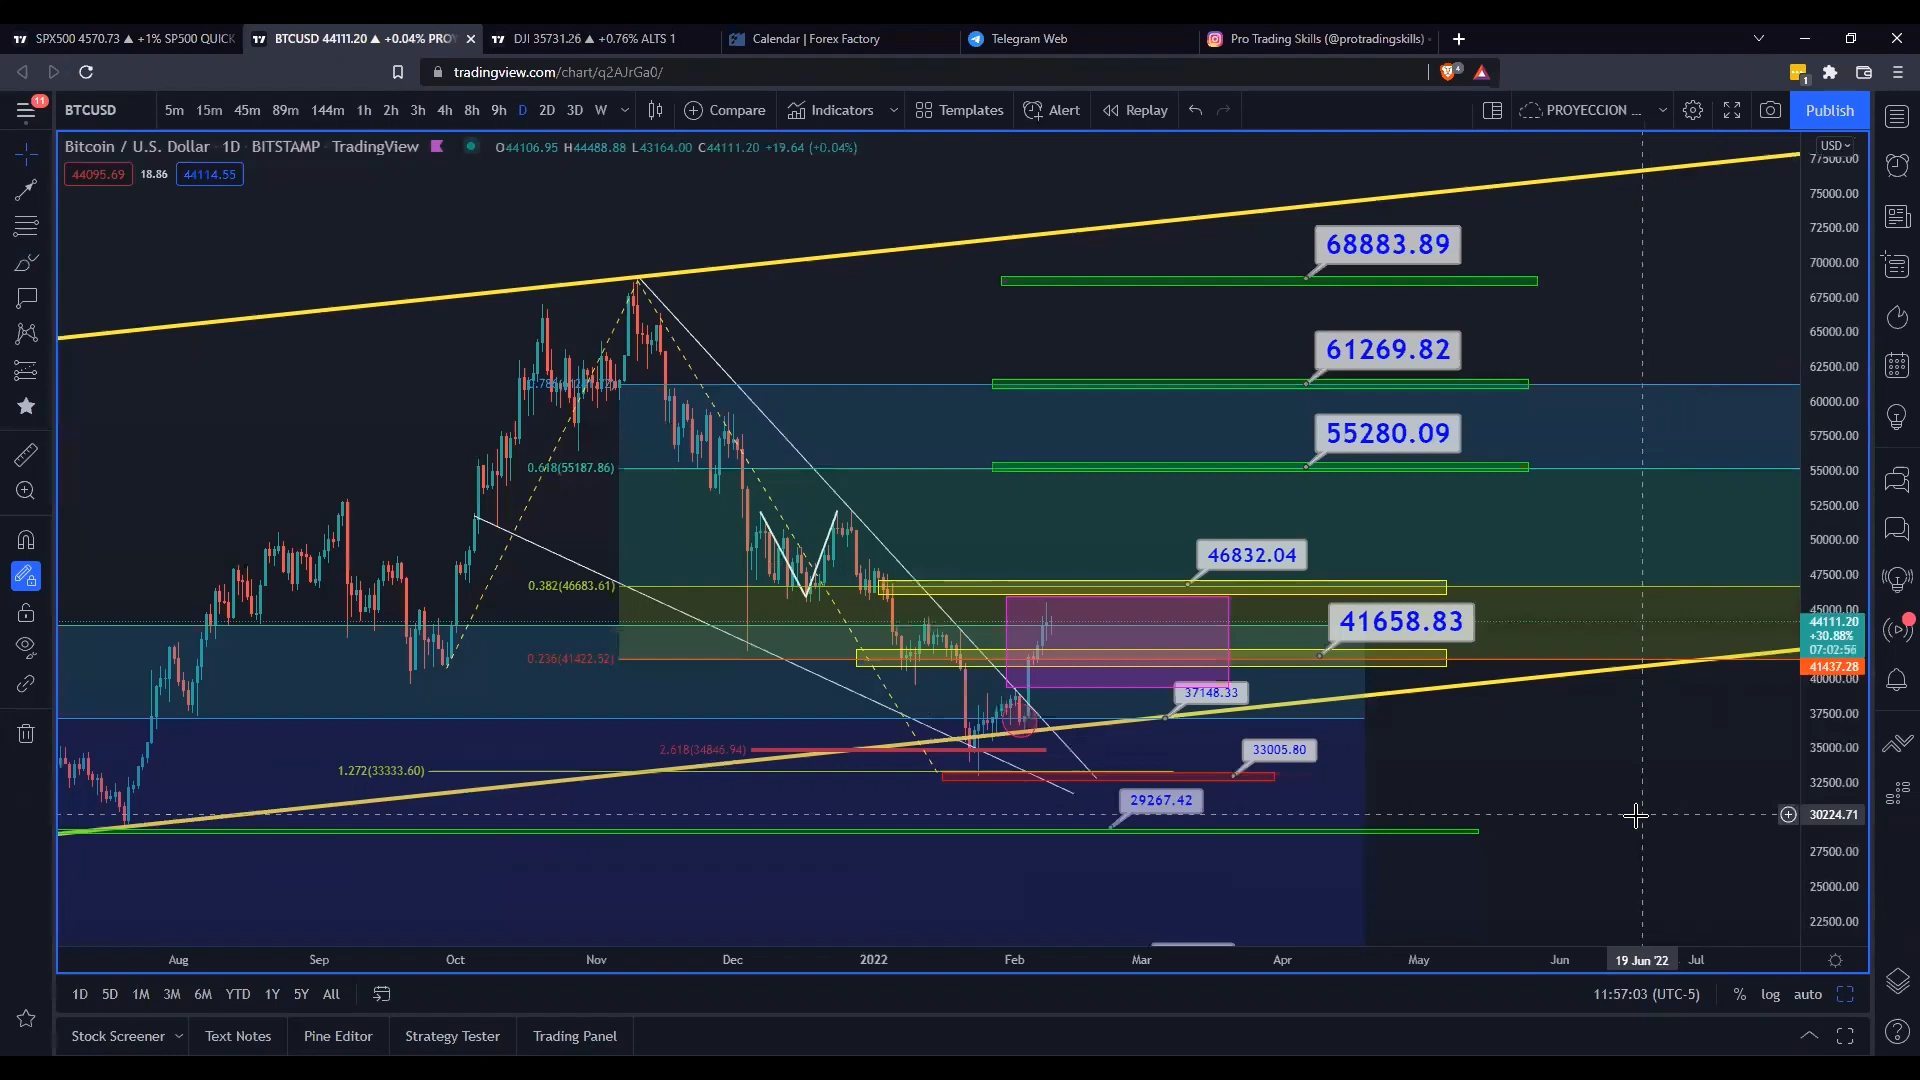 SPX500 4570.73 ▲ +1% SP500 QUICK
BTCUSD 44111.20 ▲ +0.04% PRO
DJI 35731.26 ▲ +0.76% ALTS 1
Calendar | Forex Factory
Telegram Web
Pro Trading Skills (@protradingskills)
tradingview.com/chart/q2AJrGa0/
4
1
11
BTCUSD
5m 15m 45m 89m 144m 1h 2h 3h 4h 8h 9h D 2D 3D W
Compare
Indicators
Templates
Alert
Replay
PROYECCION ...
Publish
Bitcoin / U.S. Dollar 1D BITSTAMP TradingView
O44106.95 H44488.88 L43164.00 C44111.20 +19.64 (+0.04%)
44095.69 18.86 44114.55
USD
77500.00
75000.00
72500.00
70000.00
67500.00
65000.00
62500.00
60000.00
57500.00
55000.00
52500.00
50000.00
47500.00
45000.00
44111.20
+30.88%
07:02:56
41437.28
40000.00
37500.00
35000.00
32500.00
30224.71
27500.00
25000.00
22500.00
68883.89
61269.82
55280.09
0.618(55187.86)
46832.04
0.382(46683.61)
41658.83
0.236(41422.52)
37148.33
2.618(34846.94)
33005.80
1.272(33333.60)
29267.42
Aug Sep Oct Nov Dec 2022 Feb Mar Apr May Jun 19 Jun '22 Jul
1D 5D 1M 3M 6M YTD 1Y 5Y All
11:57:03 (UTC-5) % log auto
Stock Screener Text Notes Pine Editor Strategy Tester Trading Panel